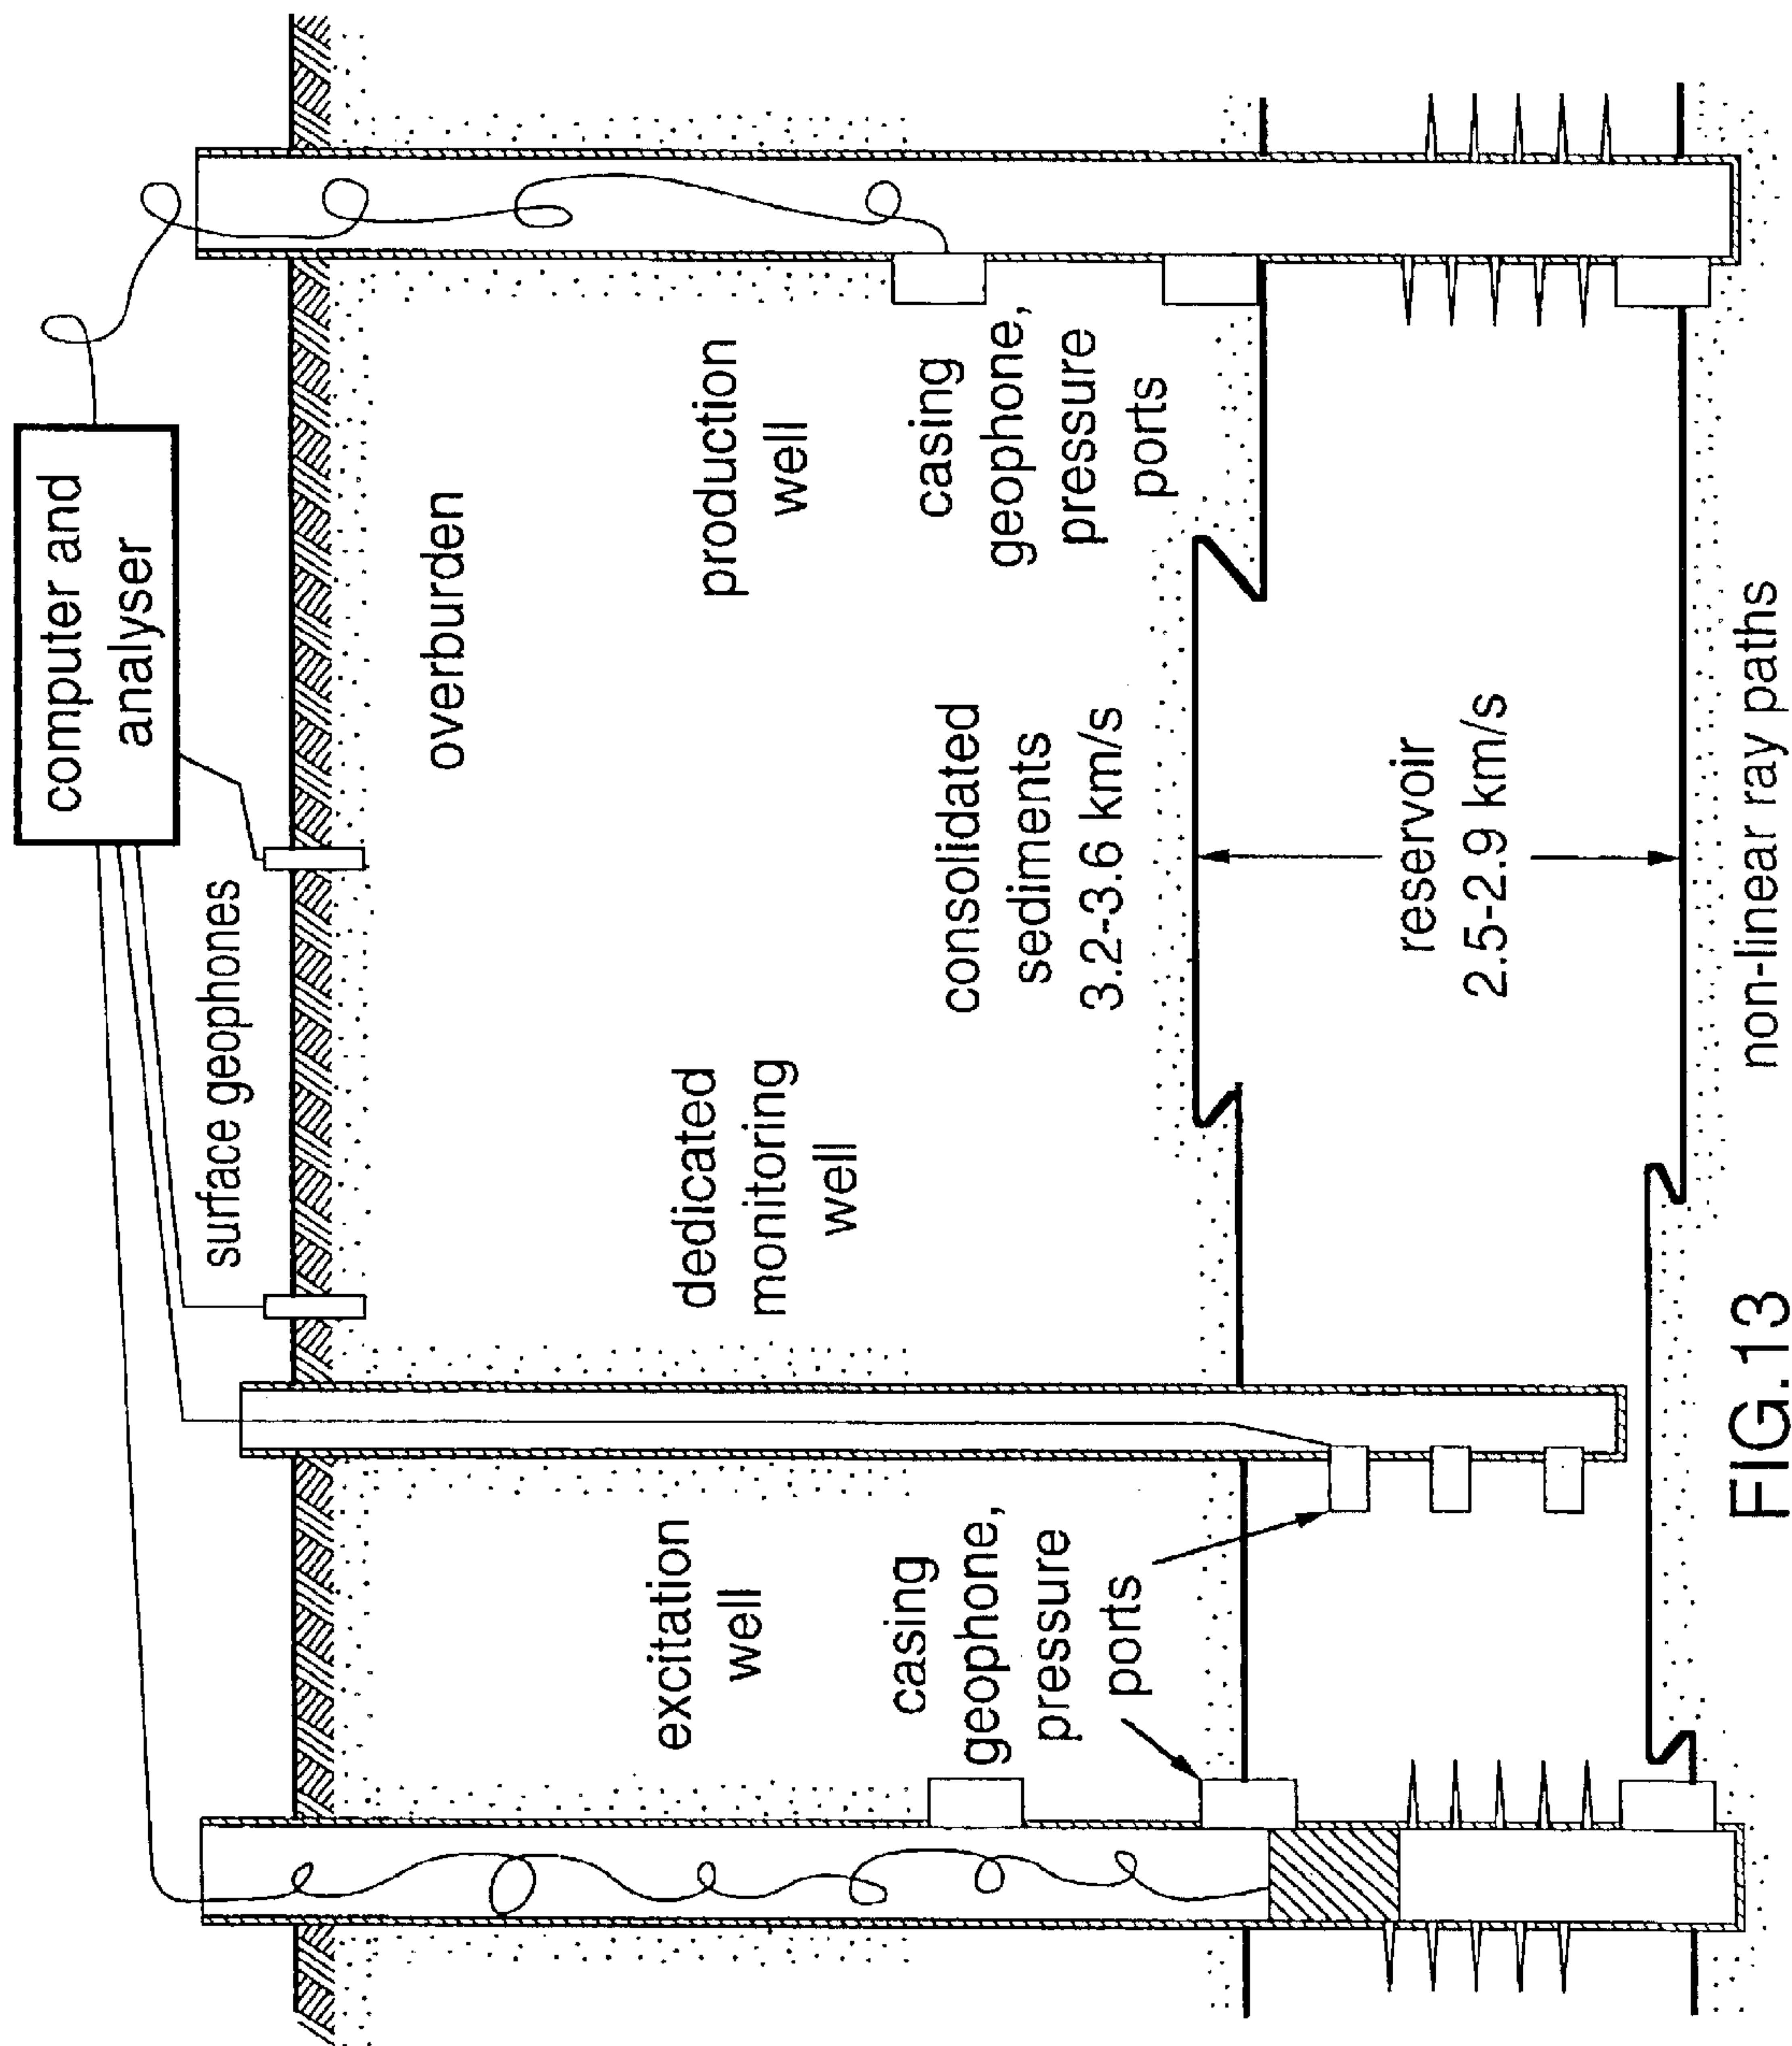 computer and
analyser
surface geophones
overburden
excitation
well
dedicated
monitoring
well
production
well
casing
geophone,
pressure
ports
consolidated
sediments
3.2-3.6 km/s
casing
geophone,
pressure
ports
reservoir
2.5-2.9 km/s
non-linear ray paths
FIG.13